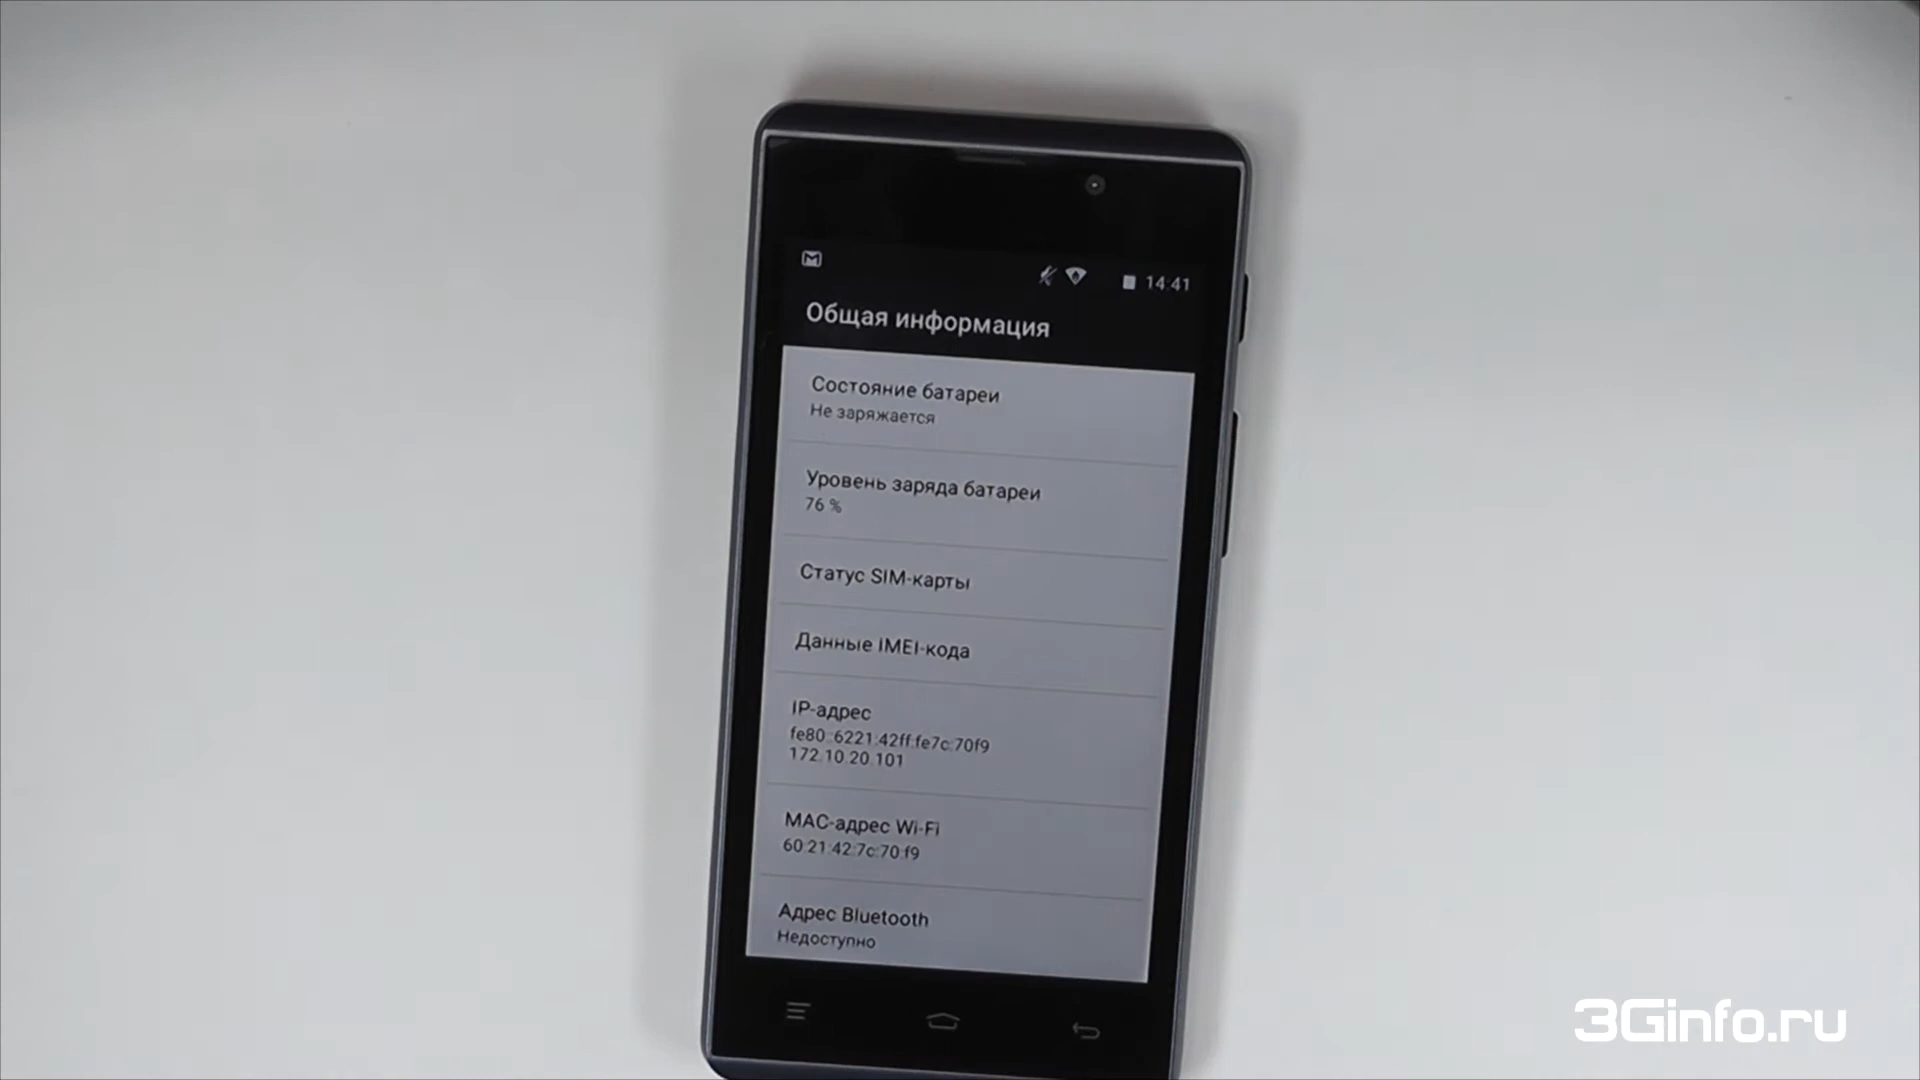 14:41
Общая информация
Состояние батареи
Не заряжается
Уровень заряда батареи
76 %
Статус SIM-карты
Данные IMEI-кода
IP-адрес
fe80::6221:42ff:fe7c:70f9
172.10.20.101
MAC-адрес Wi-Fi
60:21:42:7c:70:f9
Адрес Bluetooth
Недоступно
3Ginfo.ru